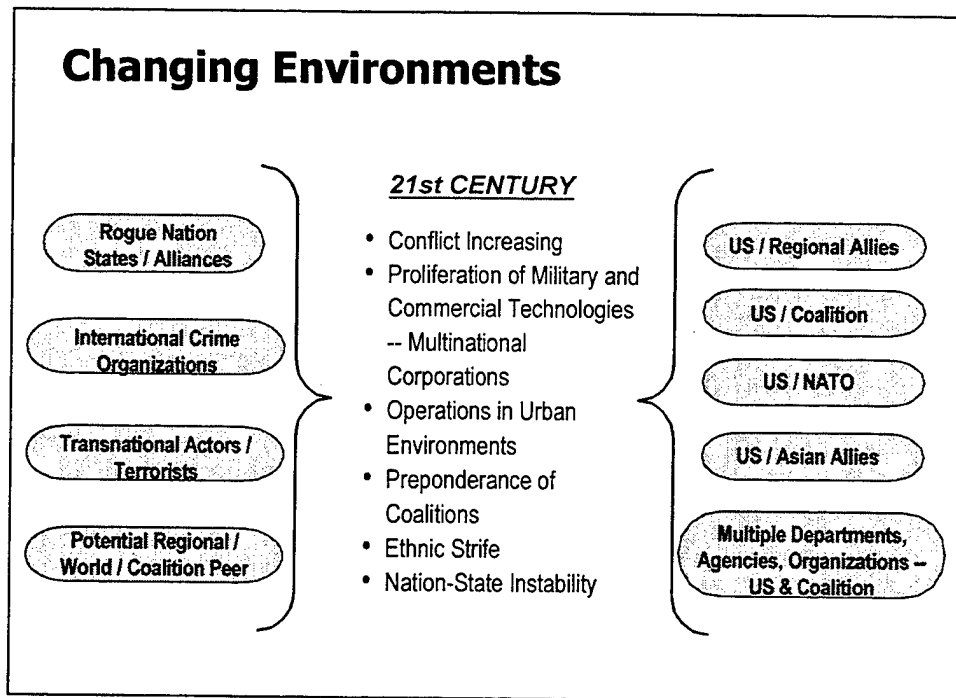 Changing Environments
Rogue Nation
States / Alliances
International Crime
Organizations
Transnational Actors /
Terrorists
Potential Regional /
World / Coalition Peer
21st CENTURY
• Conflict Increasing
• Proliferation of Military and
Commercial Technologies
-- Multinational
Corporations
• Operations in Urban
Environments
• Preponderance of
Coalitions
• Ethnic Strife
• Nation-State Instability
US / Regional Allies
US / Coalition
US / NATO
US / Asian Allies
Multiple Departments,
Agencies, Organizations –
US & Coalition